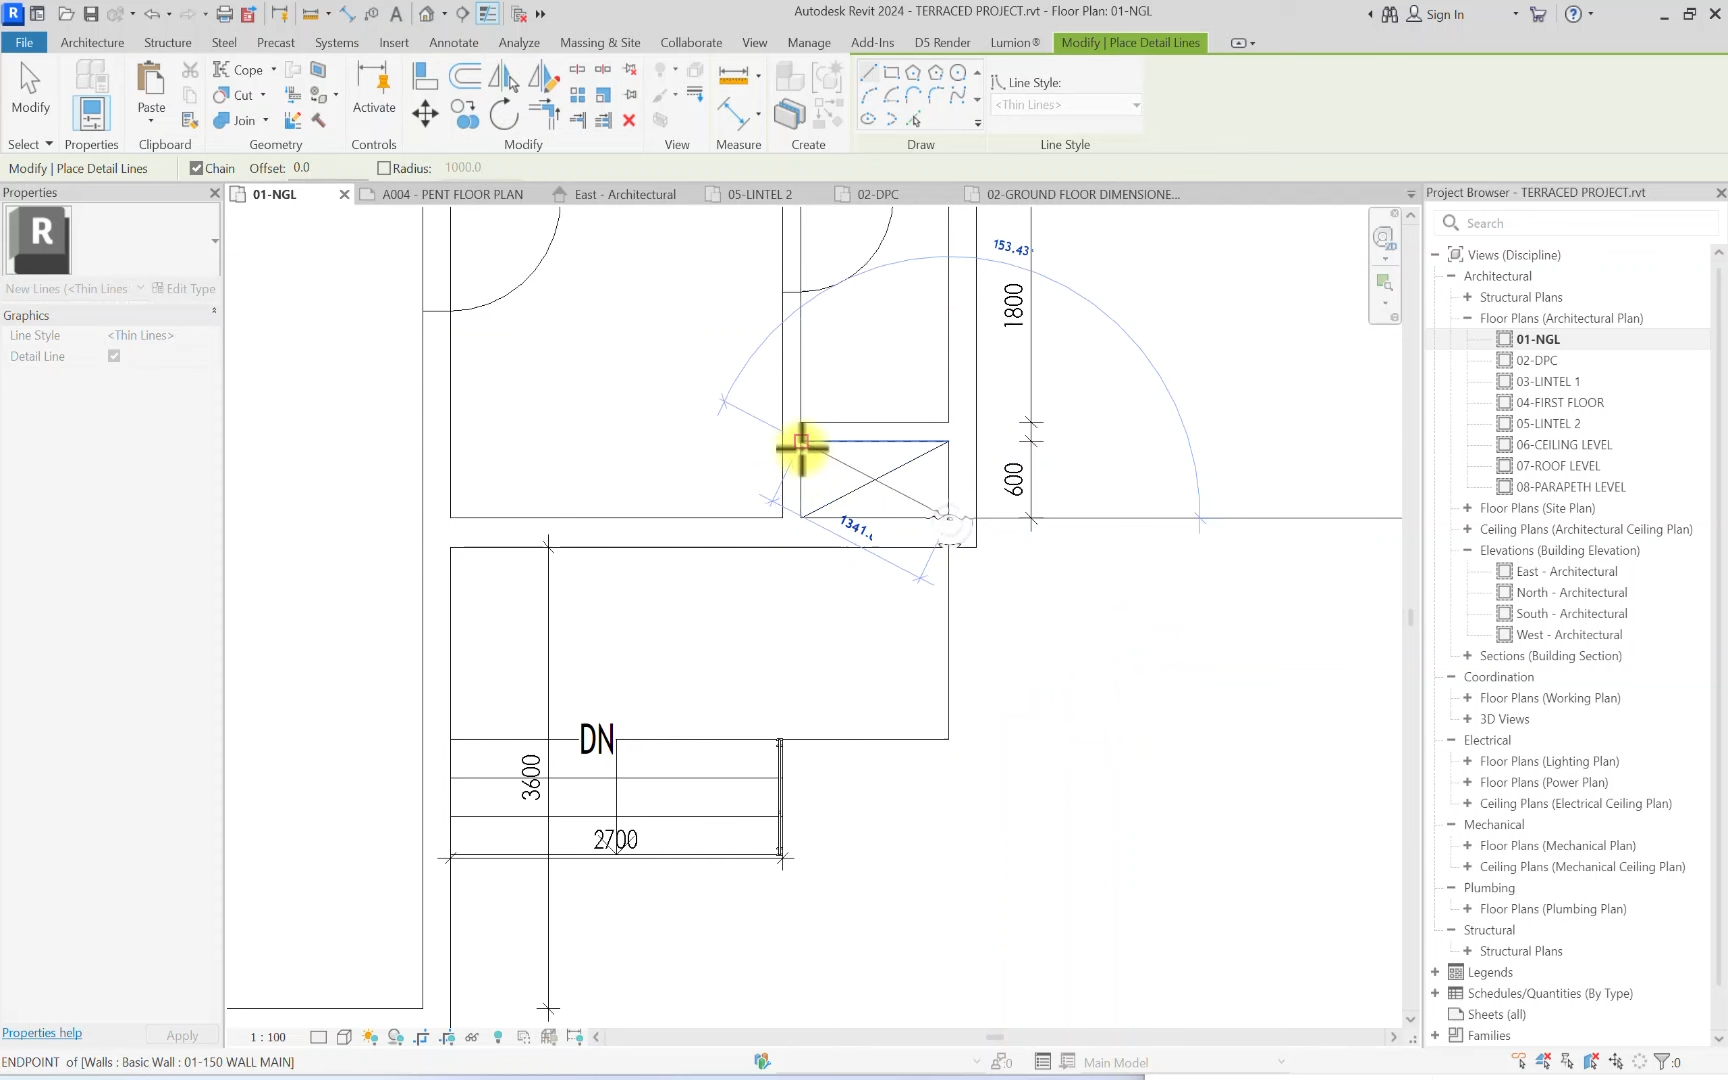 Autodesk Revit 2024 - TERRACED PROJECT.rvt - Floor Plan: 01-NGL
Sign In
File
Architecture
Structure
Steel
Precast
Systems
Insert
Annotate
Analyze
Massing & Site
Collaborate
View
Manage
Add-Ins
D5 Render
Lumion®
Modify | Place Detail Lines
Modify
Paste
Cope
Cut
Join
Activate
Line Style:
<Thin Lines>
Select
Properties
Clipboard
Geometry
Controls
Modify
View
Measure
Create
Draw
Line Style
Modify | Place Detail Lines
Chain
Offset: 0.0
Radius: 1000.0
Properties
01-NGL
A004 - PENT FLOOR PLAN
East - Architectural
05-LINTEL 2
02-DPC
02-GROUND FLOOR DIMENSIONE...
R
New Lines (<Thin Lines
Edit Type
Graphics
Line Style
<Thin Lines>
Detail Line
Properties help
Apply
153.43°
1800
600
1341.
DN
3600
2700
Project Browser - TERRACED PROJECT.rvt
Search
Views (Discipline)
Architectural
Structural Plans
Floor Plans (Architectural Plan)
01-NGL
02-DPC
03-LINTEL 1
04-FIRST FLOOR
05-LINTEL 2
06-CEILING LEVEL
07-ROOF LEVEL
08-PARAPETH LEVEL
Floor Plans (Site Plan)
Ceiling Plans (Architectural Ceiling Plan)
Elevations (Building Elevation)
East - Architectural
North - Architectural
South - Architectural
West - Architectural
Sections (Building Section)
Coordination
Floor Plans (Working Plan)
3D Views
Electrical
Floor Plans (Lighting Plan)
Floor Plans (Power Plan)
Ceiling Plans (Electrical Ceiling Plan)
Mechanical
Floor Plans (Mechanical Plan)
Ceiling Plans (Mechanical Ceiling Plan)
Plumbing
Floor Plans (Plumbing Plan)
Structural
Structural Plans
Legends
Schedules/Quantities (By Type)
Sheets (all)
Families
1 : 100
ENDPOINT of [Walls : Basic Wall : 01-150 WALL MAIN]
:0
Main Model
:0